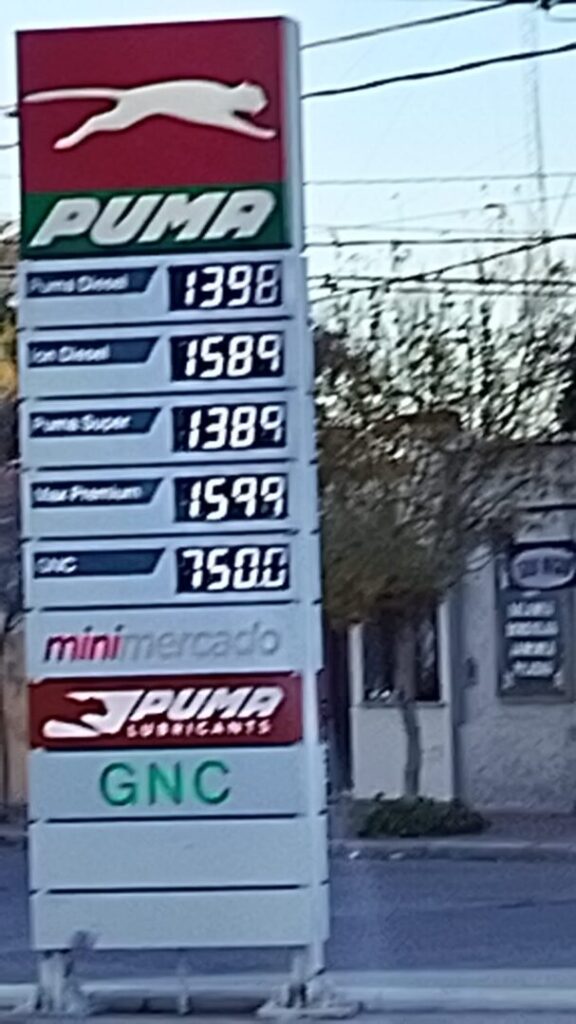 PUMA
Puma Diesel 1398
Ion Diesel 1589
Puma Super 1389
Max Premium 1599
GNC 750.0
minimercado
PUMA
LUBRICANTS
GNC